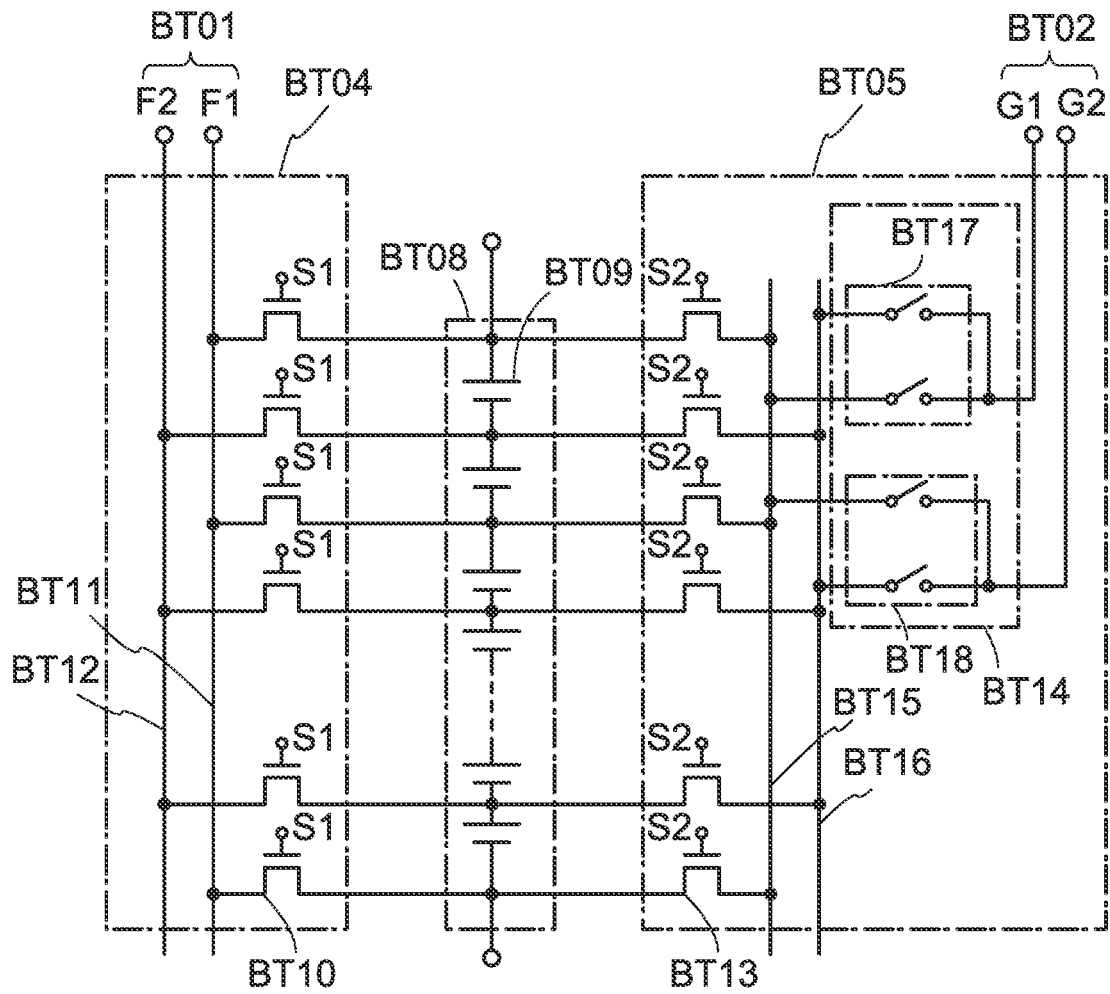 BT01
BT02
F2 F1
BT04
BT05
G1 G2
BT17
S1
BT08
BT09
S2
S1
S2
S1
S2
S1
S2
BT11
BT12
BT18
BT14
BT15
S1
S2
BT16
S1
S2
BT10
BT13